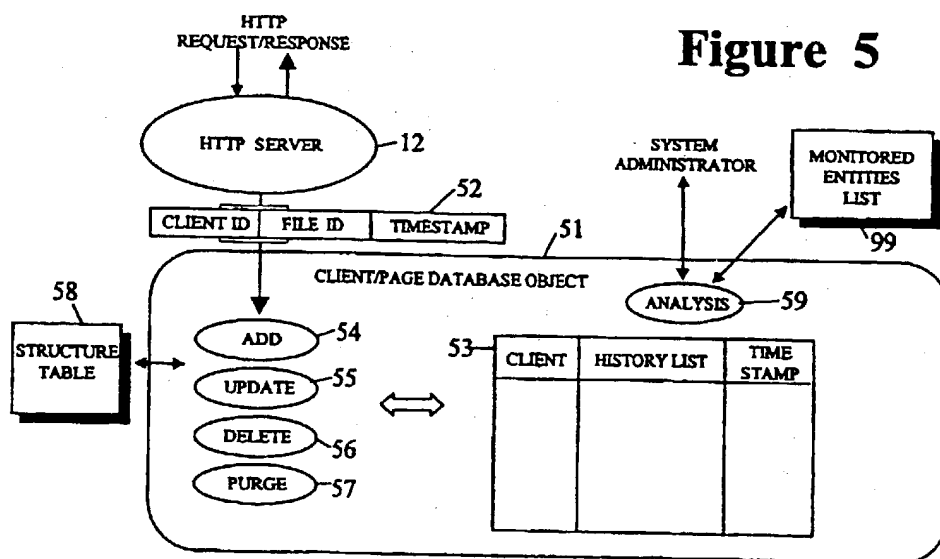 HTTP
REQUEST/RESPONSE
Figure 5
HTTP SERVER
12
SYSTEM
ADMINISTRATOR
MONITORED
ENTITIES
LIST
99
52
CLIENT ID FILE ID TIMESTAMP
51
CLIENT/PAGE DATABASE OBJECT
ANALYSIS
59
58
STRUCTURE
TABLE
ADD
54
UPDATE
55
DELETE
56
PURGE
57
53
CLIENT HISTORY LIST TIME
STAMP